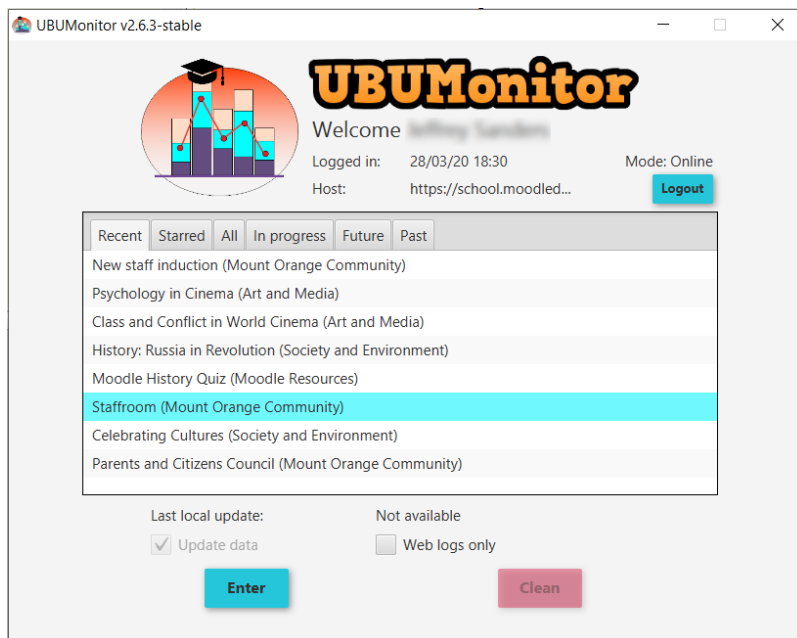 UBUMonitor v2.6.3-stable
UBUMonitor
Welcome
Logged in: 28/03/20 18:30 Mode: Online
Host: https://school.moodled... Logout
Recent Starred All In progress Future Past
New staff induction (Mount Orange Community)
Psychology in Cinema (Art and Media)
Class and Conflict in World Cinema (Art and Media)
History: Russia in Revolution (Society and Environment)
Moodle History Quiz (Moodle Resources)
Staffroom (Mount Orange Community)
Celebrating Cultures (Society and Environment)
Parents and Citizens Council (Mount Orange Community)
Last local update: Not available
Update data Web logs only
Enter Clean